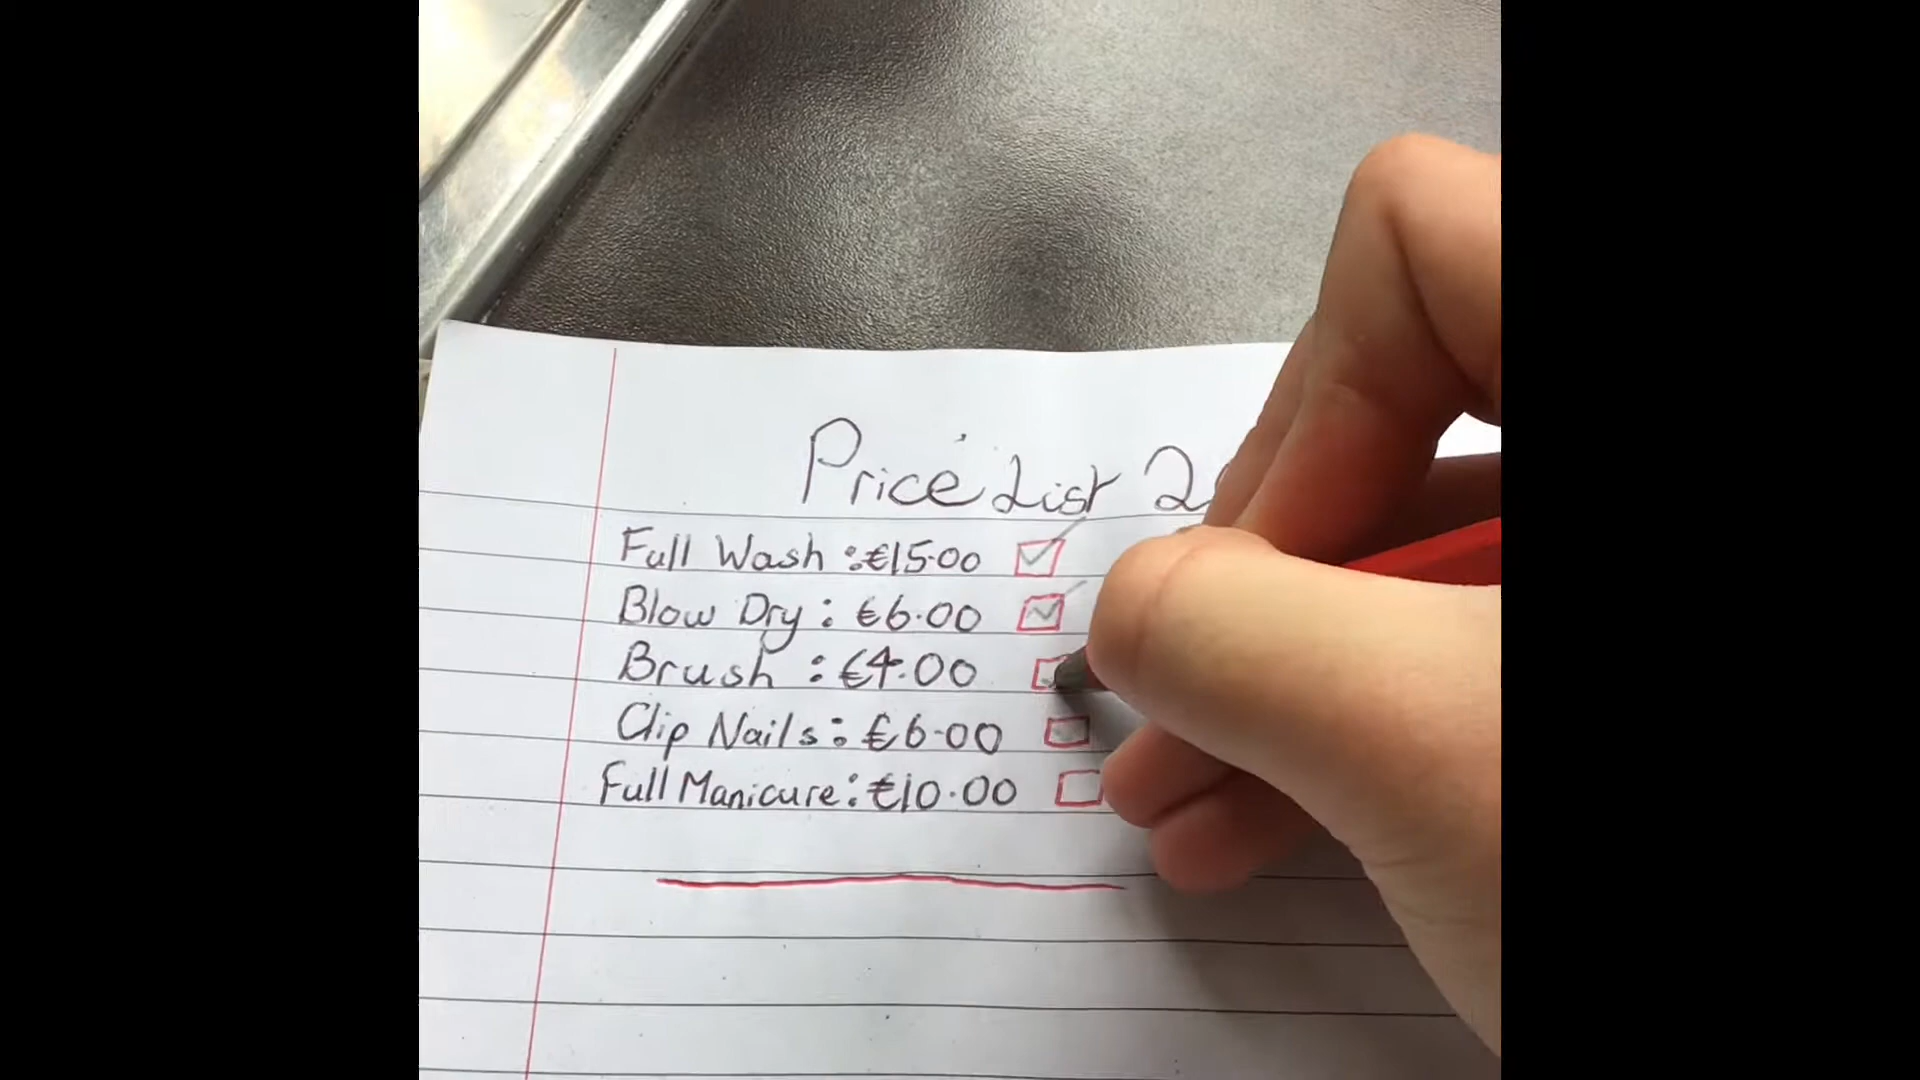 Price List
Full Wash : €15.00
Blow Dry : €6.00
Brush : €4.00
Clip Nails : €6.00
Full Manicure : €10.00